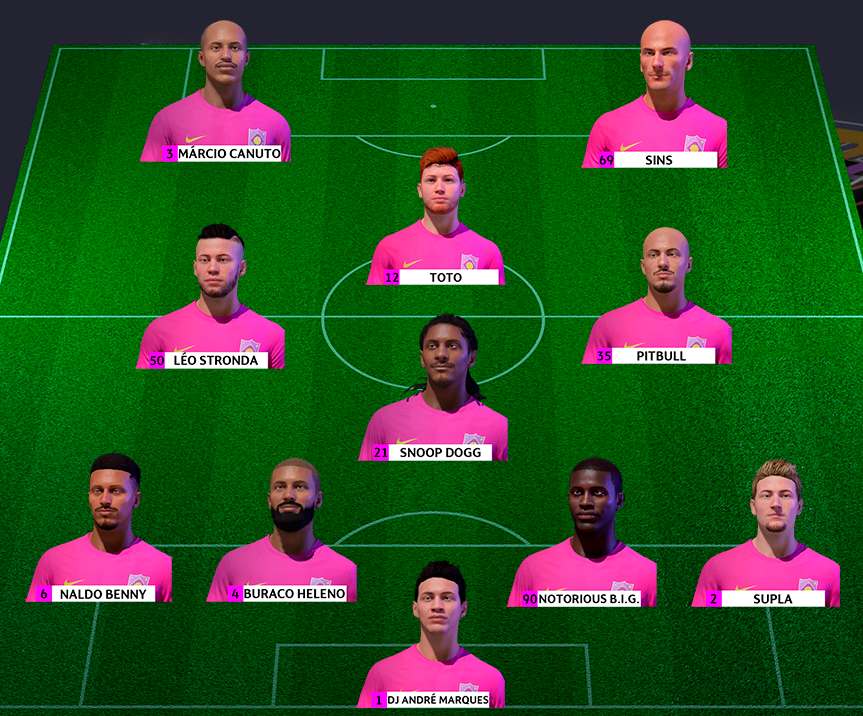 3 MÁRCIO CANUTO
69 SINS
12 TOTO
50 LÉO STRONDA
35 PITBULL
21 SNOOP DOGG
6 NALDO BENNY
4 BURACO HELENO
90 NOTORIOUS B.I.G.
2 SUPLA
1 DJ ANDRÉ MARQUES